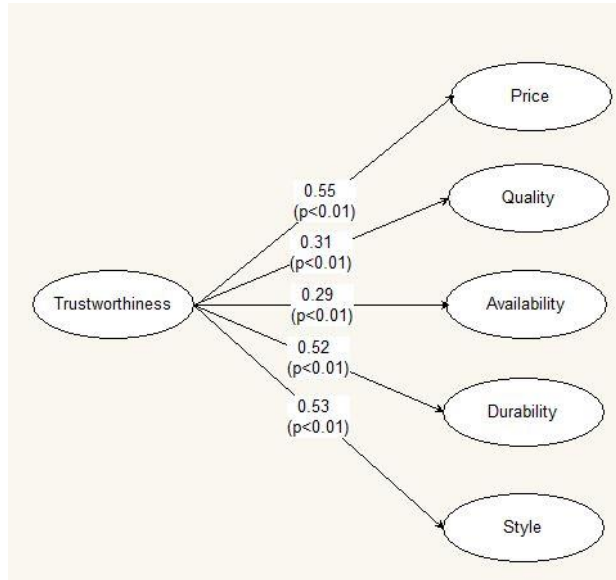 Price
0.55
(p<0.01)
Quality
0.31
(p<0.01)
Trustworthiness
0.29
(p<0.01)
Availability
0.52
(p<0.01)
Durability
0.53
(p<0.01)
Style